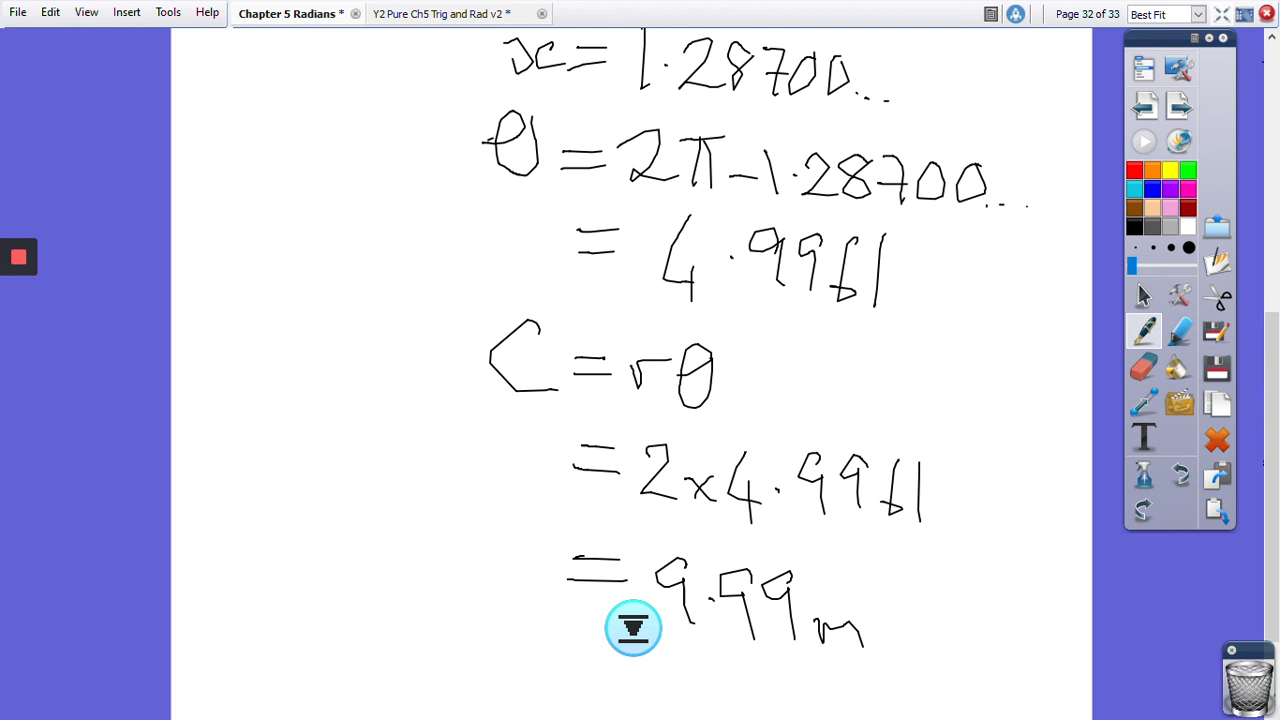 File Edit View Insert Tools Help Chapter 5 Radians * Y2 Pure Ch5 Trig and Rad v2 * Page 32 of 33 Best Fit
x = 1.28700...
θ = 2π - 1.28700...
= 4.9961
C = rθ
= 2 x 4.9961
= 9.99m
T